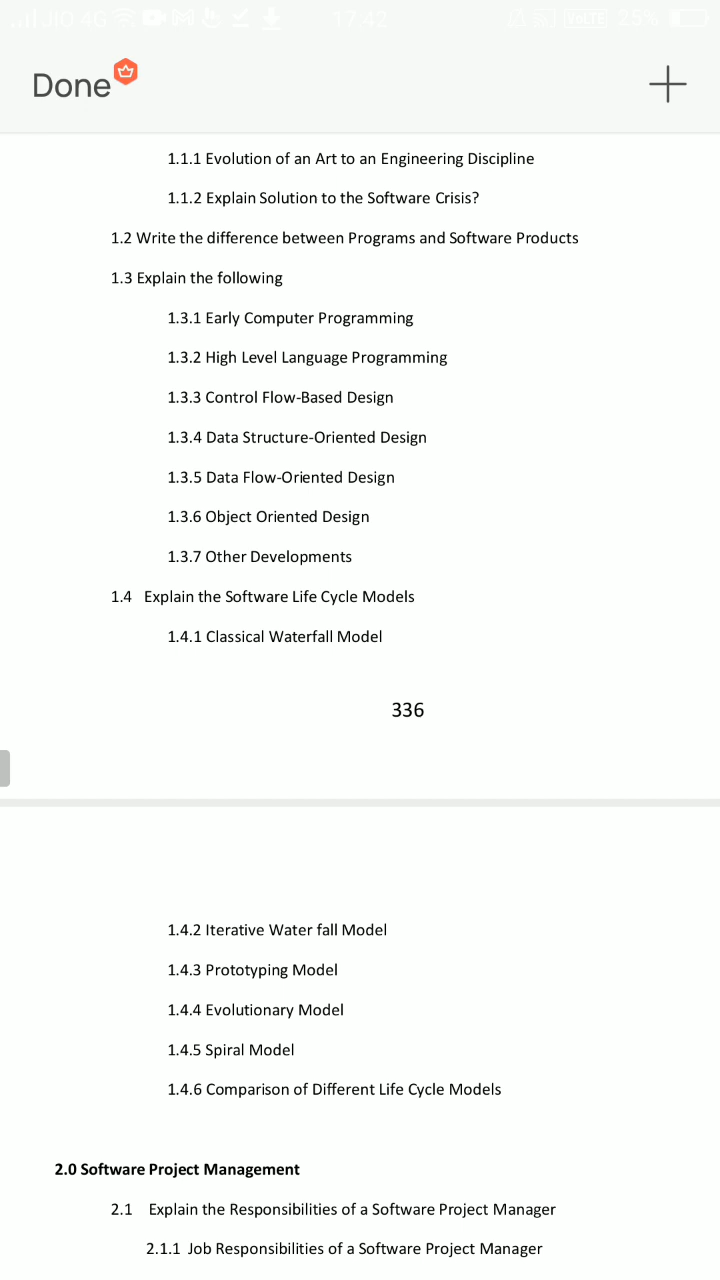 JIO 4G 17:42 VoLTE 25%
Done
1.1.1 Evolution of an Art to an Engineering Discipline
1.1.2 Explain Solution to the Software Crisis?
1.2 Write the difference between Programs and Software Products
1.3 Explain the following
1.3.1 Early Computer Programming
1.3.2 High Level Language Programming
1.3.3 Control Flow-Based Design
1.3.4 Data Structure-Oriented Design
1.3.5 Data Flow-Oriented Design
1.3.6 Object Oriented Design
1.3.7 Other Developments
1.4 Explain the Software Life Cycle Models
1.4.1 Classical Waterfall Model
336
1.4.2 Iterative Water fall Model
1.4.3 Prototyping Model
1.4.4 Evolutionary Model
1.4.5 Spiral Model
1.4.6 Comparison of Different Life Cycle Models
2.0 Software Project Management
2.1 Explain the Responsibilities of a Software Project Manager
2.1.1 Job Responsibilities of a Software Project Manager